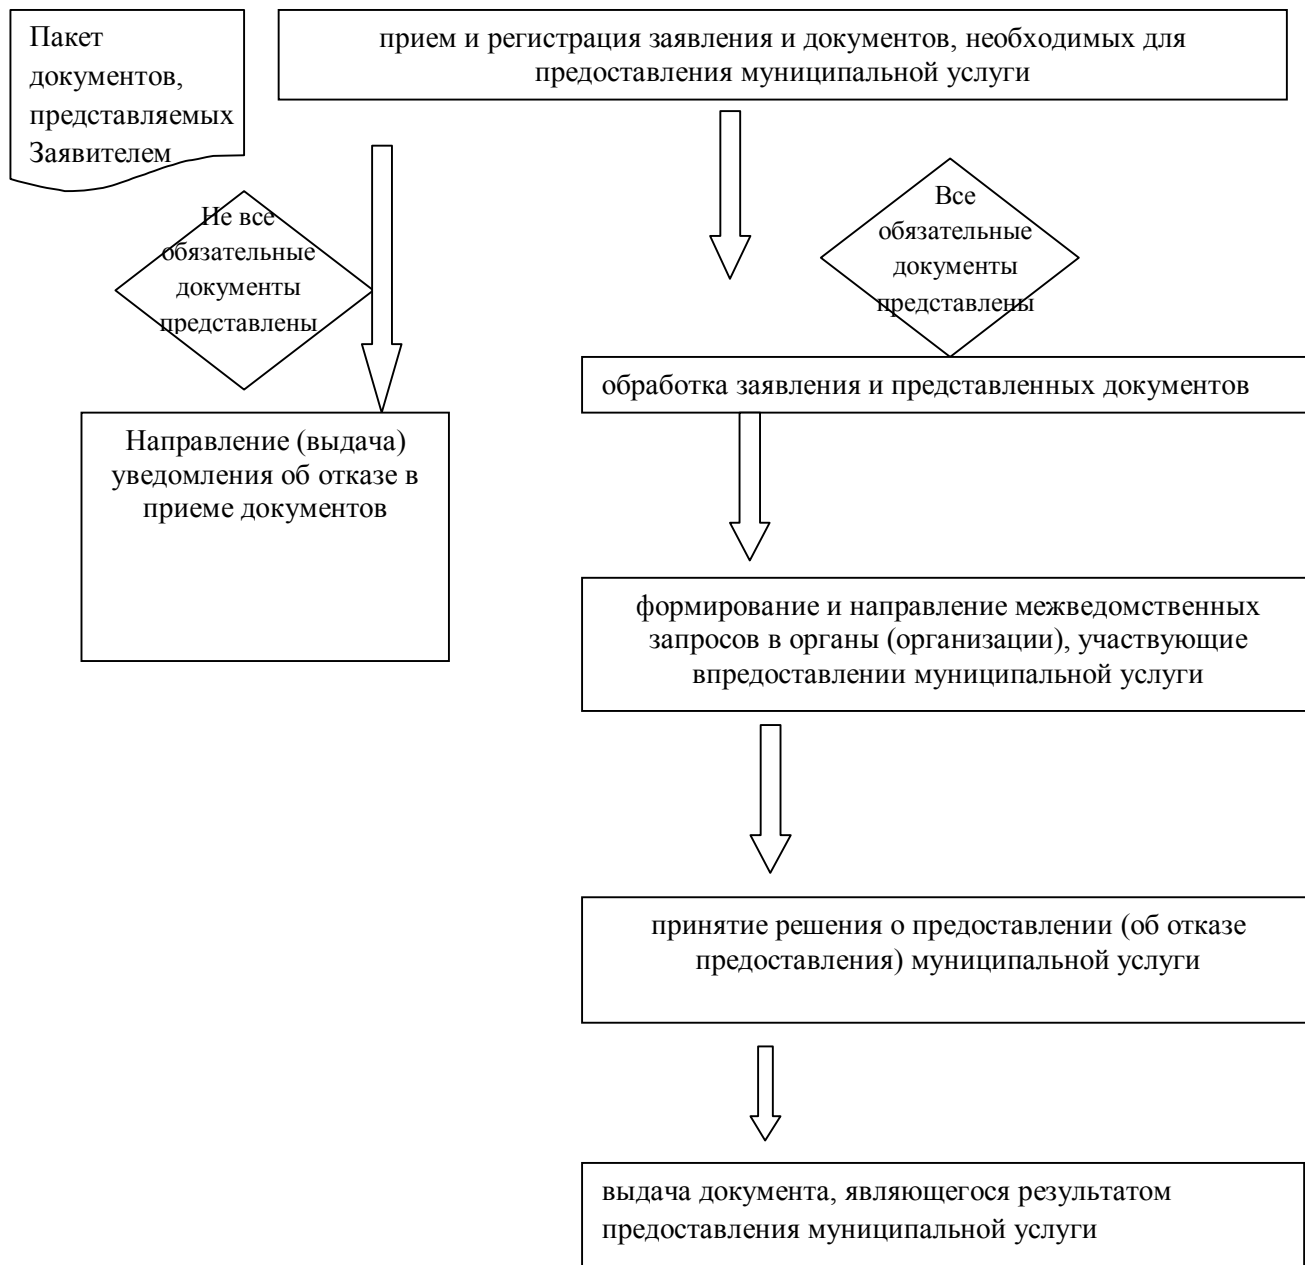 Пакет
документов,
представляемых
Заявителем
прием и регистрация заявления и документов, необходимых для
предоставления муниципальной услуги
Не все
обязательные
документы
представлены
Все
обязательные
документы
представлены
обработка заявления и представленных документов
Направление (выдача)
уведомления об отказе в
приеме документов
формирование и направление межведомственных
запросов в органы (организации), участвующие
впредоставлении муниципальной услуги
принятие решения о предоставлении (об отказе
предоставления) муниципальной услуги
выдача документа, являющегося результатом
предоставления муниципальной услуги